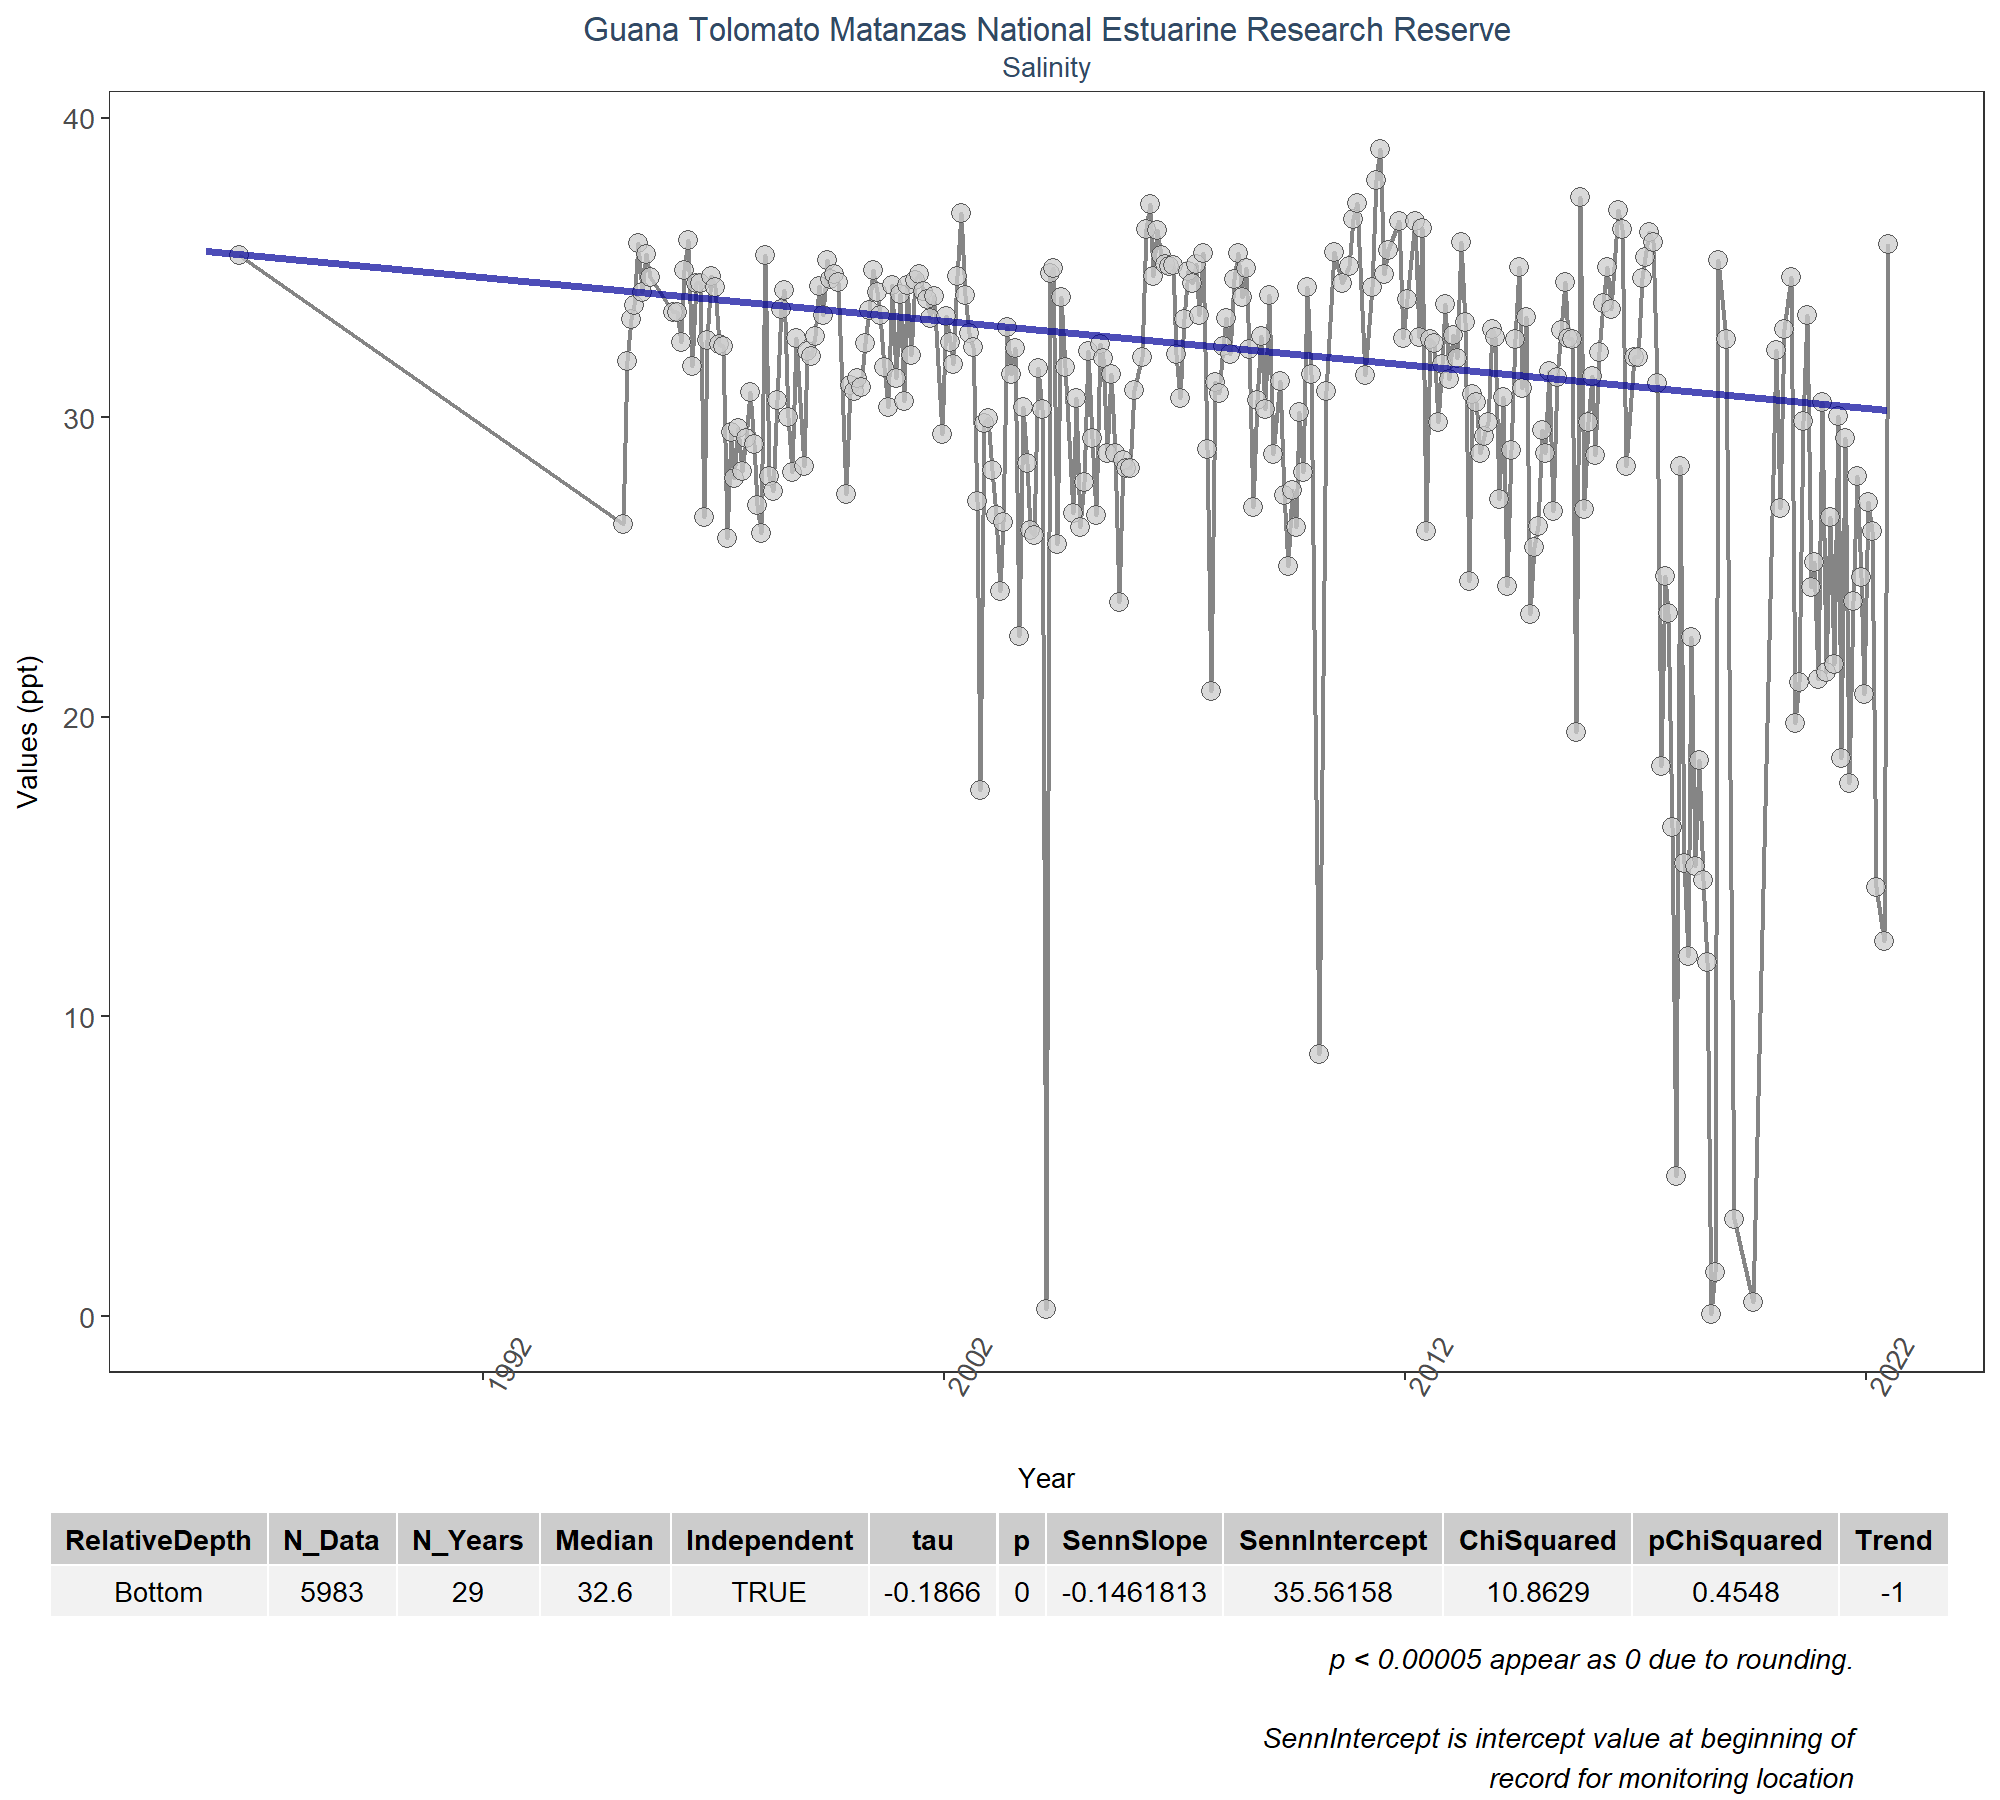 Guana Tolomato Matanzas National Estuarine Research Reserve
Salinity
40
30
20
10
0
Values (ppt)
1992
2002
2012
2022
Year
RelativeDepth N_Data N_Years Median Independent tau p SennSlope SennIntercept ChiSquared pChiSquared Trend
Bottom 5983 29 32.6 TRUE -0.1866 0 -0.1461813 35.56158 10.8629 0.4548 -1
p < 0.00005 appear as 0 due to rounding.
SennIntercept is intercept value at beginning of
record for monitoring location